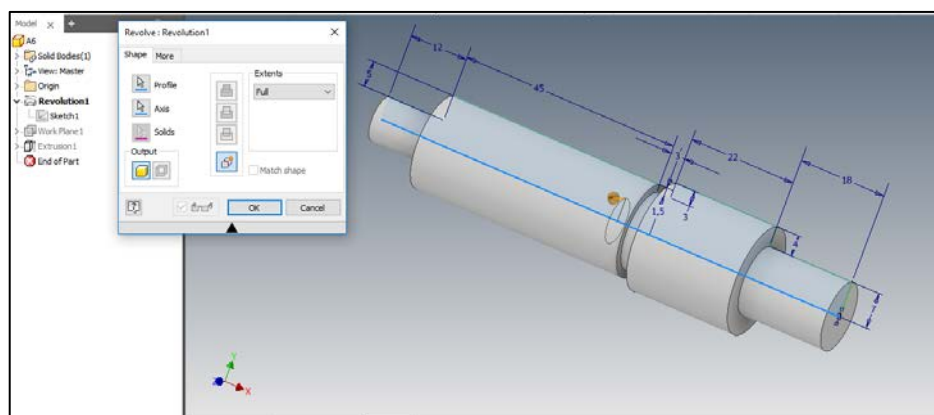 Model
A6
Solid Bodies(1)
View: Master
Origin
Revolution1
Sketch1
Work Plane1
Extrusion1
End of Part
Revolve : Revolution1
Shape
More
Profile
Axis
Solids
Output
Extents
Full
Match shape
OK
Cancel
12
5
45
3
22
18
1,5
3
4
7
Y
Z
X